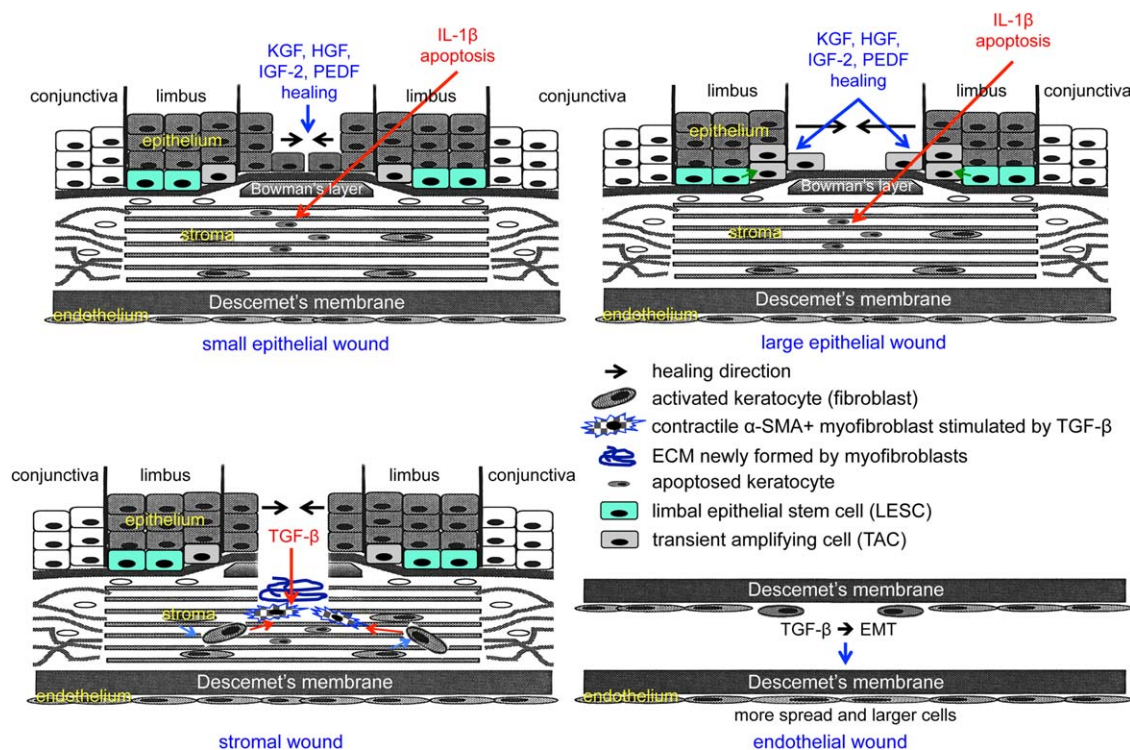 KGF, HGF,
IGF-2, PEDF
healing
IL-1β
apoptosis
conjunctiva
limbus
limbus
conjunctiva
epithelium
Bowman's layer
stroma
Descemet's membrane
endothelium
small epithelial wound
KGF, HGF,
IGF-2, PEDF
healing
IL-1β
apoptosis
conjunctiva
limbus
limbus
conjunctiva
epithelium
Bowman's layer
stroma
Descemet's membrane
endothelium
large epithelial wound
healing direction
activated keratocyte (fibroblast)
contractile α-SMA+ myofibroblast stimulated by TGF-β
ECM newly formed by myofibroblasts
apoptosed keratocyte
limbal epithelial stem cell (LESC)
transient amplifying cell (TAC)
conjunctiva
limbus
limbus
conjunctiva
epithelium
TGF-β
stroma
Descemet's membrane
endothelium
stromal wound
Descemet's membrane
TGF-β → EMT
Descemet's membrane
endothelium
more spread and larger cells
endothelial wound